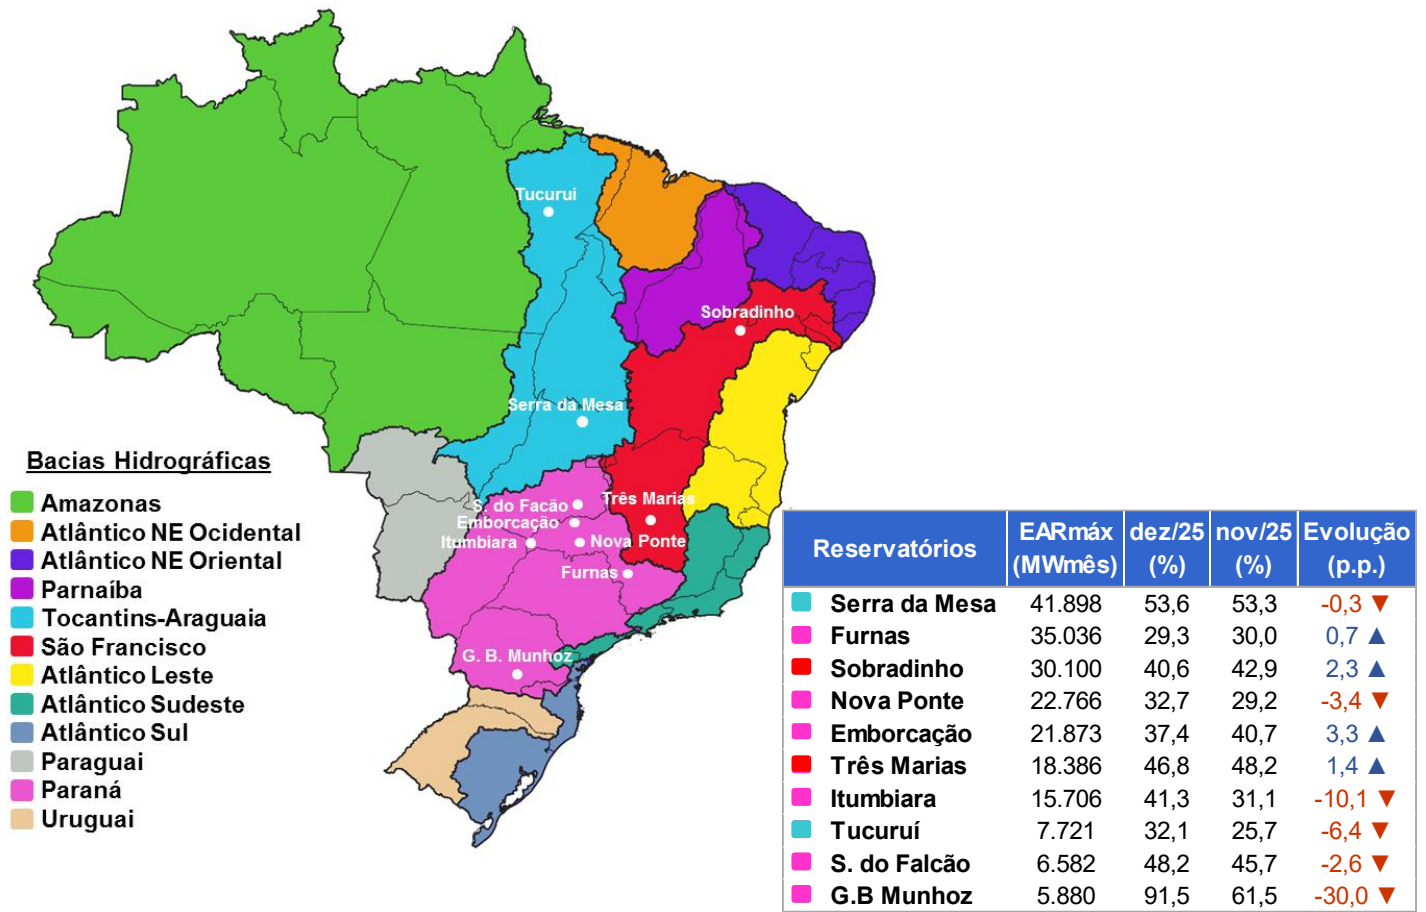 Tucuruí
Sobradinho
Serra da Mesa
S. do Facão
Três Marias
Emborcação
Itumbiara
Nova Ponte
Furnas
G. B. Munhoz
Bacias Hidrográficas
Amazonas
Atlântico NE Ocidental
Atlântico NE Oriental
Parnaíba
Tocantins-Araguaia
São Francisco
Atlântico Leste
Atlântico Sudeste
Atlântico Sul
Paraguai
Paraná
Uruguai
Reservatórios EARmáx (MWmês) dez/25 (%) nov/25 (%) Evolução (p.p.)
Serra da Mesa 41.898 53,6 53,3 -0,3 ▼
Furnas 35.036 29,3 30,0 0,7 ▲
Sobradinho 30.100 40,6 42,9 2,3 ▲
Nova Ponte 22.766 32,7 29,2 -3,4 ▼
Emborcação 21.873 37,4 40,7 3,3 ▲
Três Marias 18.386 46,8 48,2 1,4 ▲
Itumbiara 15.706 41,3 31,1 -10,1 ▼
Tucuruí 7.721 32,1 25,7 -6,4 ▼
S. do Falcão 6.582 48,2 45,7 -2,6 ▼
G.B Munhoz 5.880 91,5 61,5 -30,0 ▼